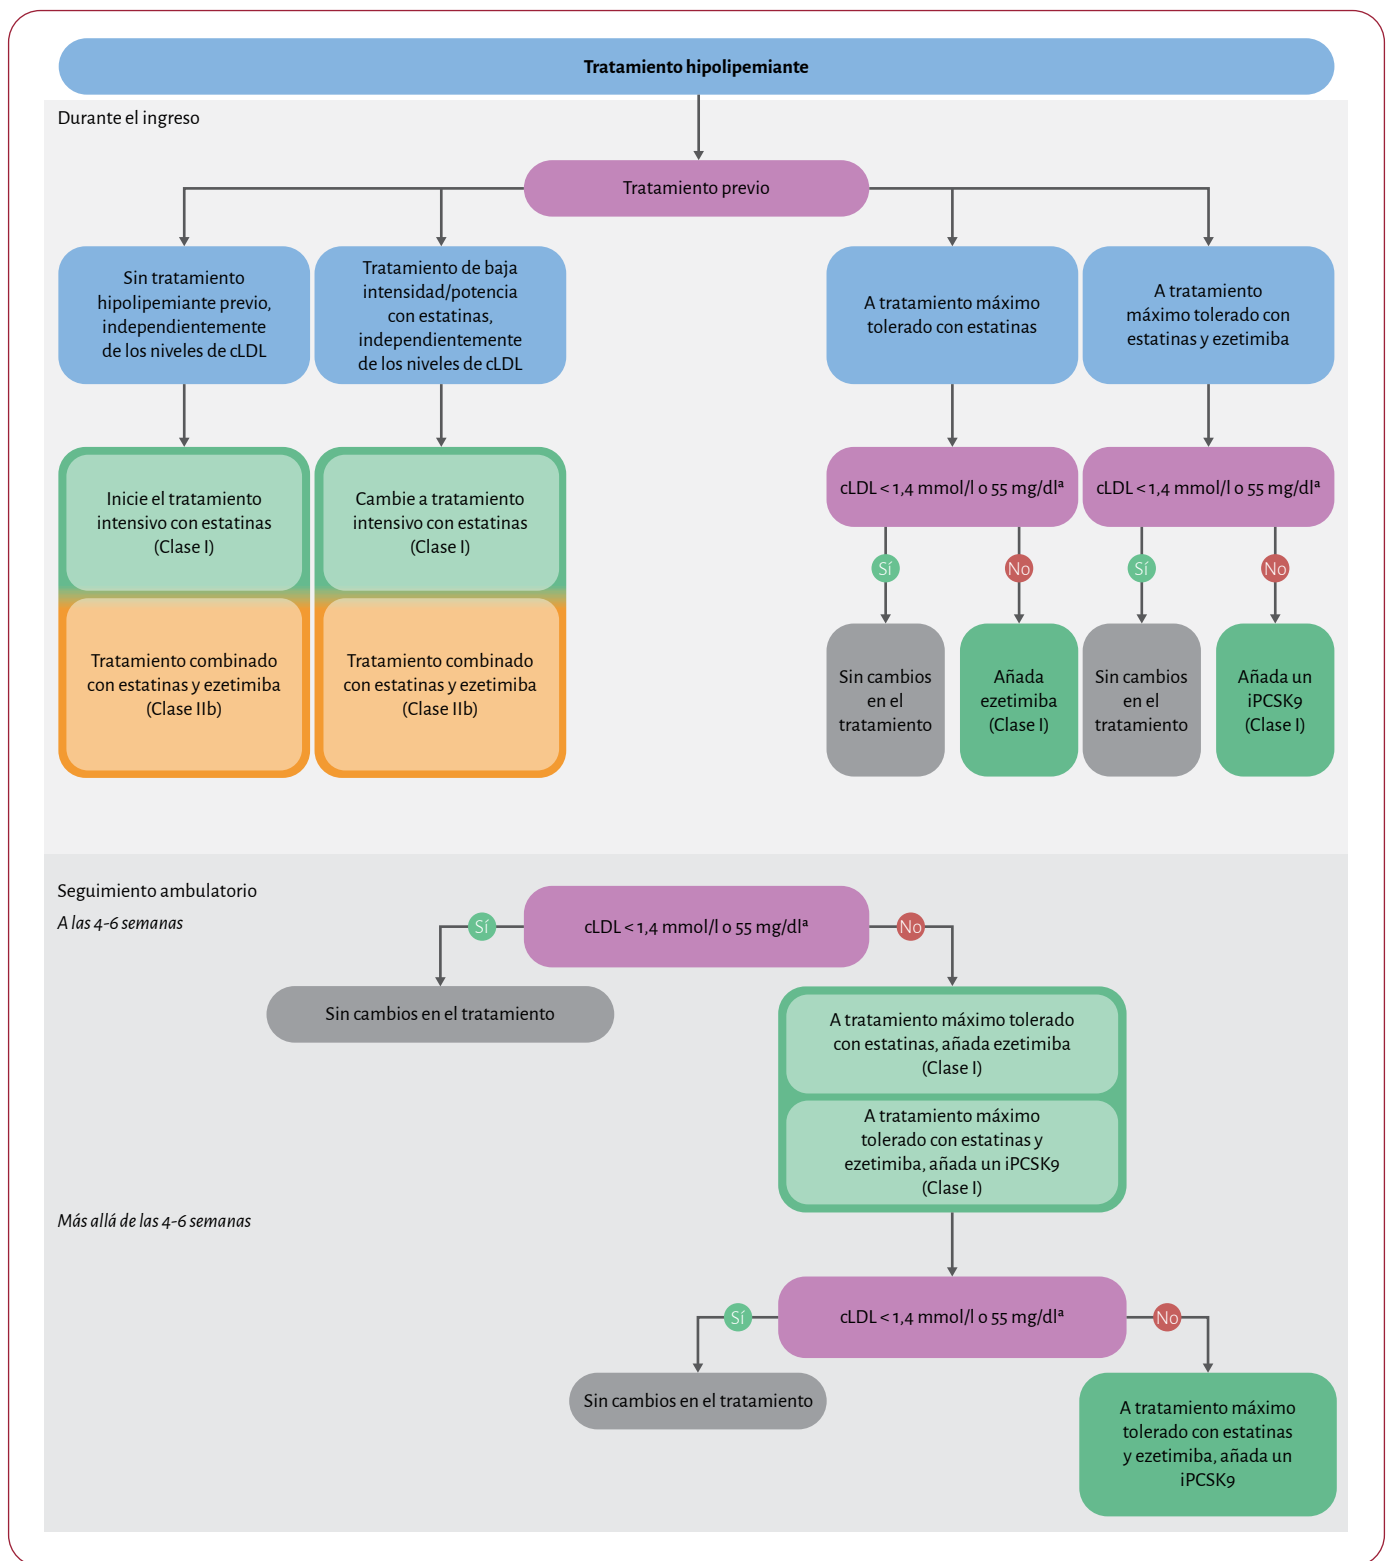 Tratamiento hipolipemiante
Durante el ingreso
Tratamiento previo
Sin tratamiento
hipolipemiante previo,
independientemente
de los niveles de cLDL
Tratamiento de baja
intensidad/potencia
con estatinas,
independientemente
de los niveles de cLDL
A tratamiento máximo
tolerado con estatinas
A tratamiento
máximo tolerado con
estatinas y ezetimiba
Inicie el tratamiento
intensivo con estatinas
(Clase I)
Cambie a tratamiento
intensivo con estatinas
(Clase I)
cLDL < 1,4 mmol/l o 55 mg/dlª
cLDL < 1,4 mmol/l o 55 mg/dlª
Sí
No
Sí
No
Tratamiento combinado
con estatinas y ezetimiba
(Clase IIb)
Tratamiento combinado
con estatinas y ezetimiba
(Clase IIb)
Sin cambios
en el
tratamiento
Añada
ezetimiba
(Clase I)
Sin cambios
en el
tratamiento
Añada un
iPCSK9
(Clase I)
Seguimiento ambulatorio
A las 4-6 semanas
Sí
cLDL < 1,4 mmol/l o 55 mg/dlª
No
Sin cambios en el tratamiento
A tratamiento máximo tolerado
con estatinas, añada ezetimiba
(Clase I)
A tratamiento máximo
tolerado con estatinas y
ezetimiba, añada un iPCSK9
(Clase I)
Más allá de las 4-6 semanas
Sí
cLDL < 1,4 mmol/l o 55 mg/dlª
No
Sin cambios en el tratamiento
A tratamiento máximo
tolerado con estatinas
y ezetimiba, añada un
iPCSK9